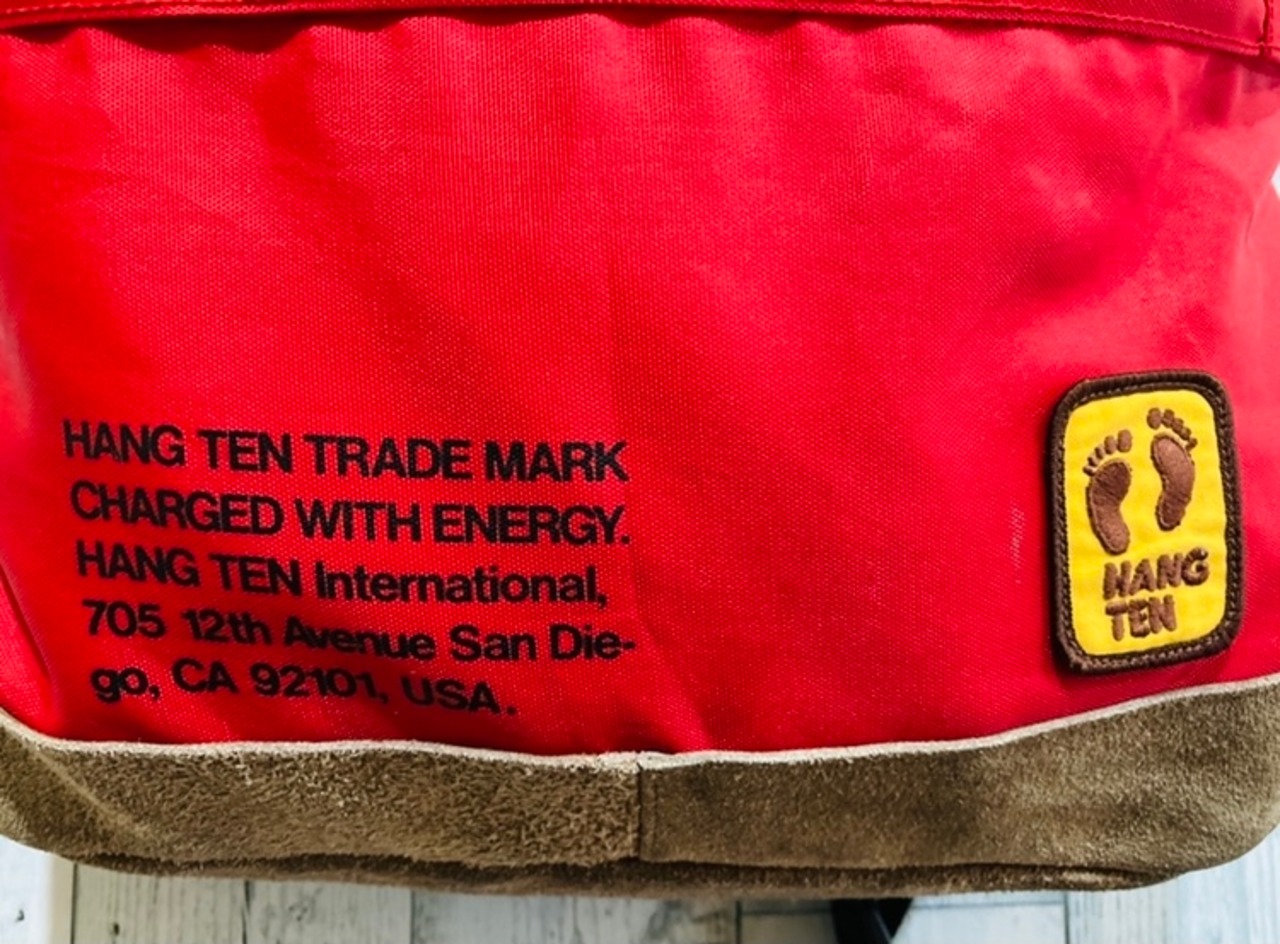 HANG TEN TRADE MARK
CHARGED WITH ENERGY.
HANG TEN International,
705 12th Avenue San Die-
go, CA 92101, USA.
HANG
TEN